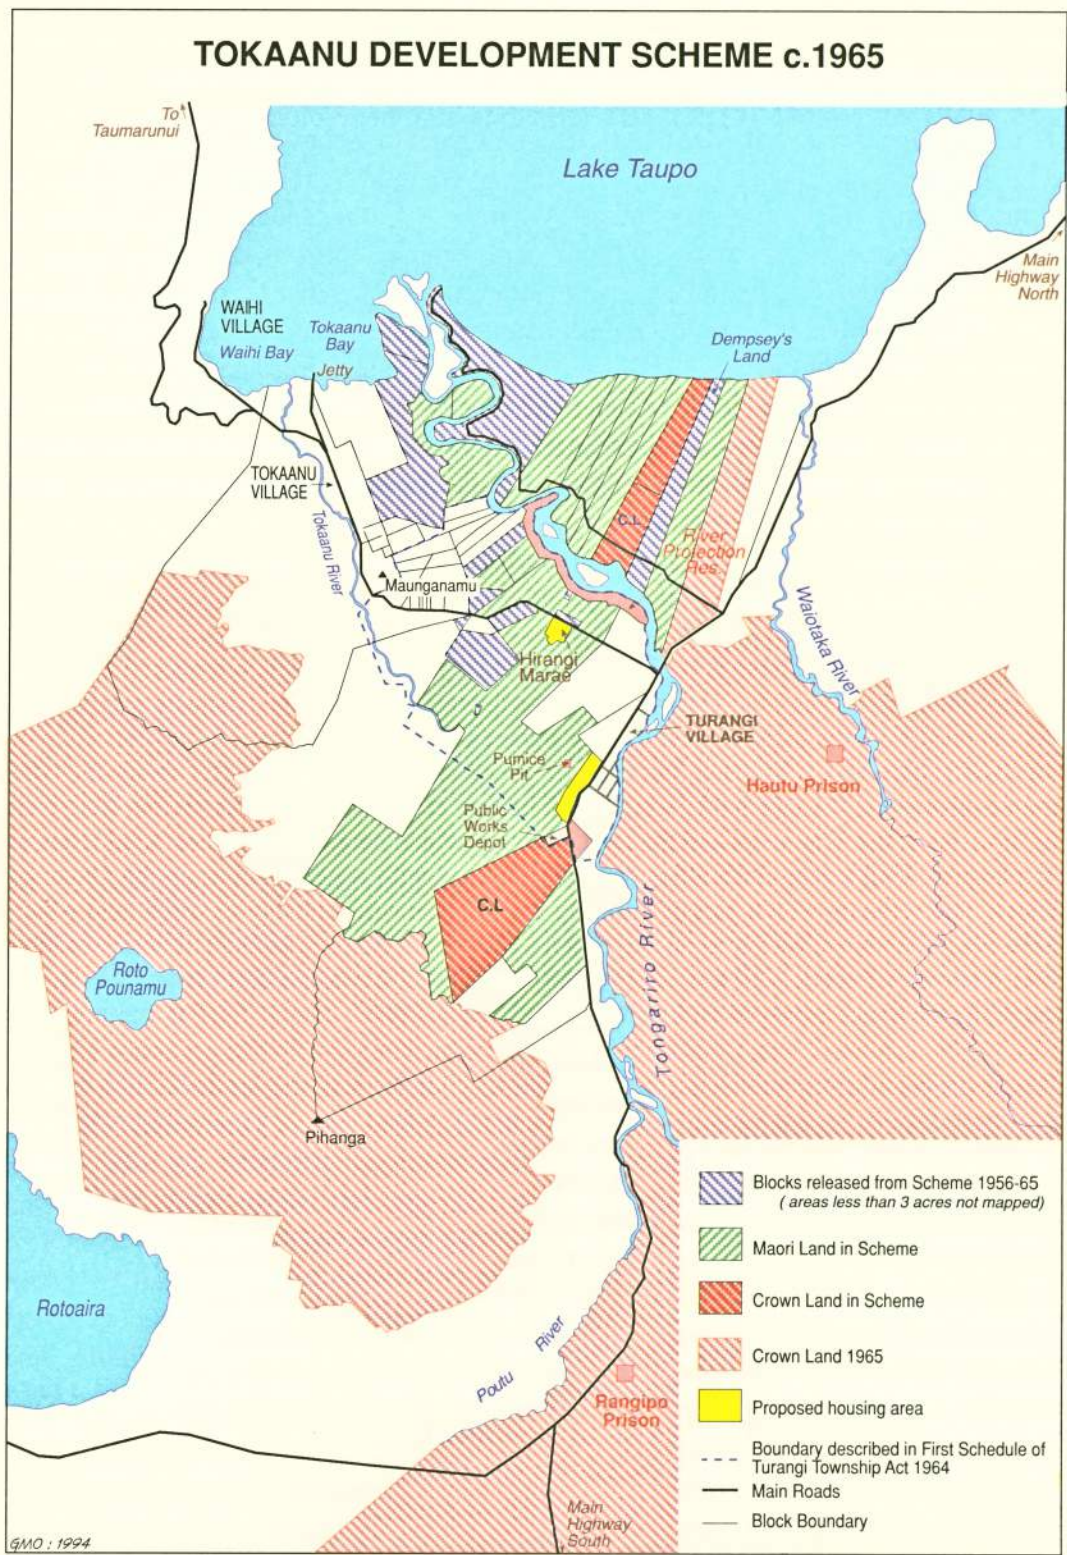 TOKAANU DEVELOPMENT SCHEME c.1965
To
Taumarunui
Lake Taupo
Main
Highway
North
WAIHI
VILLAGE
Waihi Bay
Tokaanu
Bay
Jetty
Dempsey's
Land
TOKAANU
VILLAGE
Tokaanu River
C.L
River
Projection
Res.
Maunganamu
Waiotaka River
Hirangi
Marae
TURANGI
VILLAGE
Pumice
Pit
Hautu Prison
Public
Works
Depot
C.L
Tongariro River
Roto
Pounamu
Pihanga
Rotoaira
Poutu River
Rangipo
Prison
Main
Highway
South
Blocks released from Scheme 1956-65
( areas less than 3 acres not mapped)
Maori Land in Scheme
Crown Land in Scheme
Crown Land 1965
Proposed housing area
Boundary described in First Schedule of
Turangi Township Act 1964
Main Roads
Block Boundary
GMO : 1994